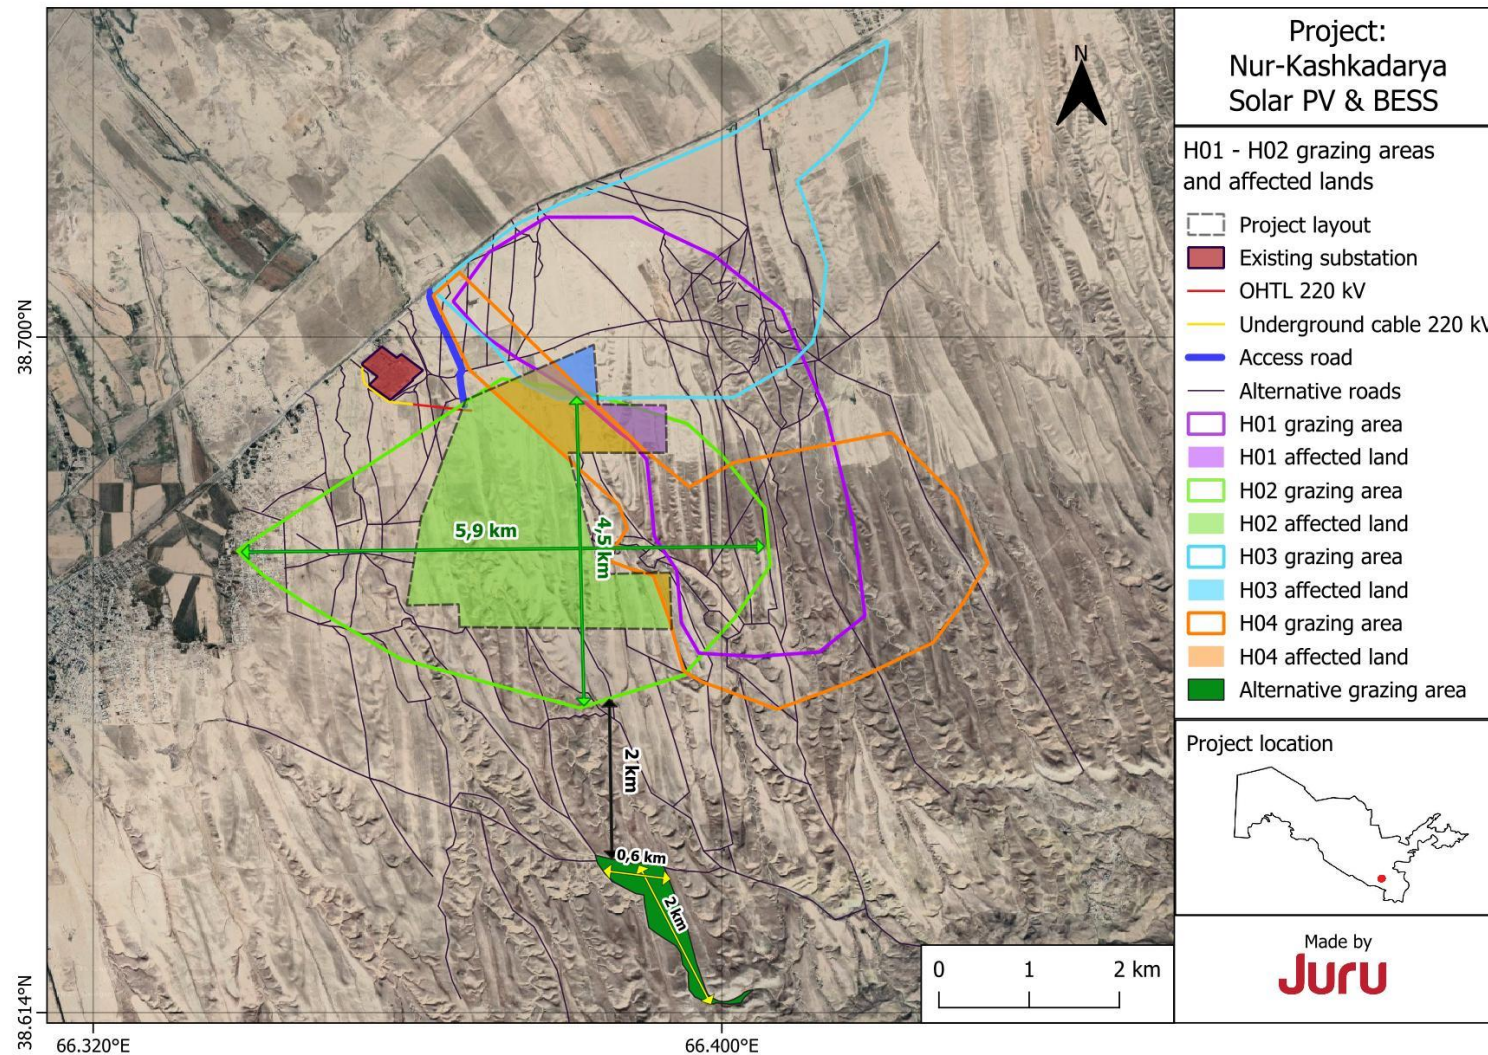 Project:
Nur-Kashkadarya
Solar PV & BESS
H01 - H02 grazing areas
and affected lands
Project layout
Existing substation
OHTL 220 kV
Underground cable 220 kV
Access road
Alternative roads
H01 grazing area
H01 affected land
H02 grazing area
H02 affected land
H03 grazing area
H03 affected land
H04 grazing area
H04 affected land
Alternative grazing area
Project location
Made by
Juru
N
38.700°N
5,9 km
4,5 km
2 km
0,6 km
2 km
0 1 2 km
38.614°N
66.320°E 66.400°E